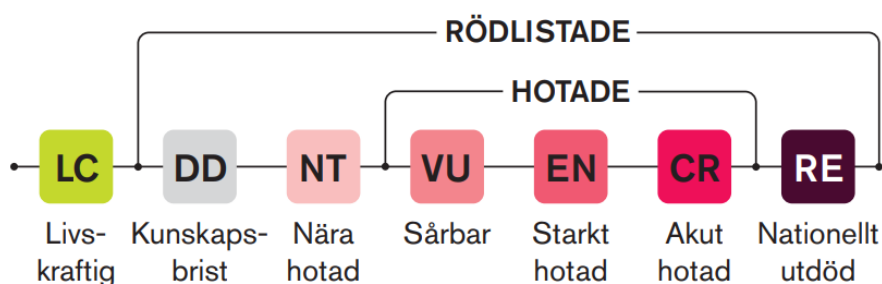 RÖDLISTADE
HOTADE
LC DD NT VU EN CR RE
Livs- Kunskaps- Nära Sårbar Starkt Akut Nationellt
kraftig brist hotad hotad hotad utdöd